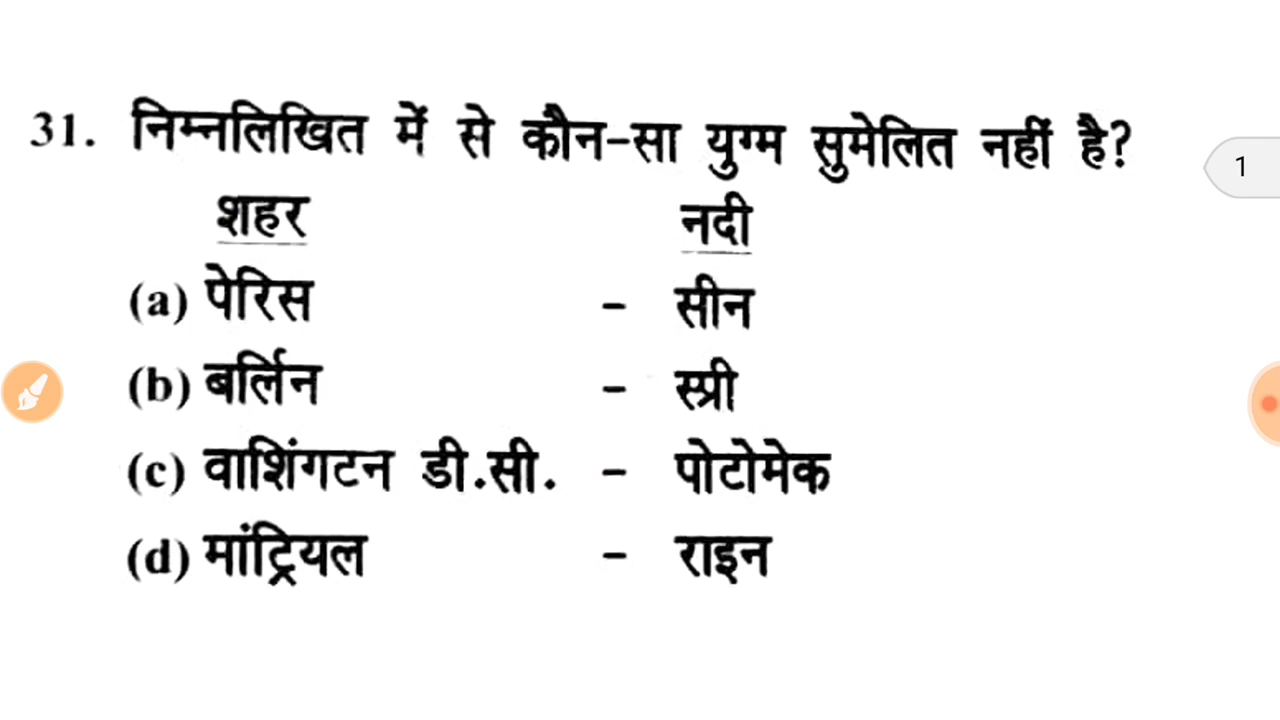 31. निम्नलिखित में से कौन-सा युग्म सुमेलित नहीं है?
1
शहर नदी
(a) पेरिस - सीन
(b) बर्लिन - स्प्री
(c) वाशिंगटन डी.सी. - पोटोमेक
(d) मांट्रियल - राइन